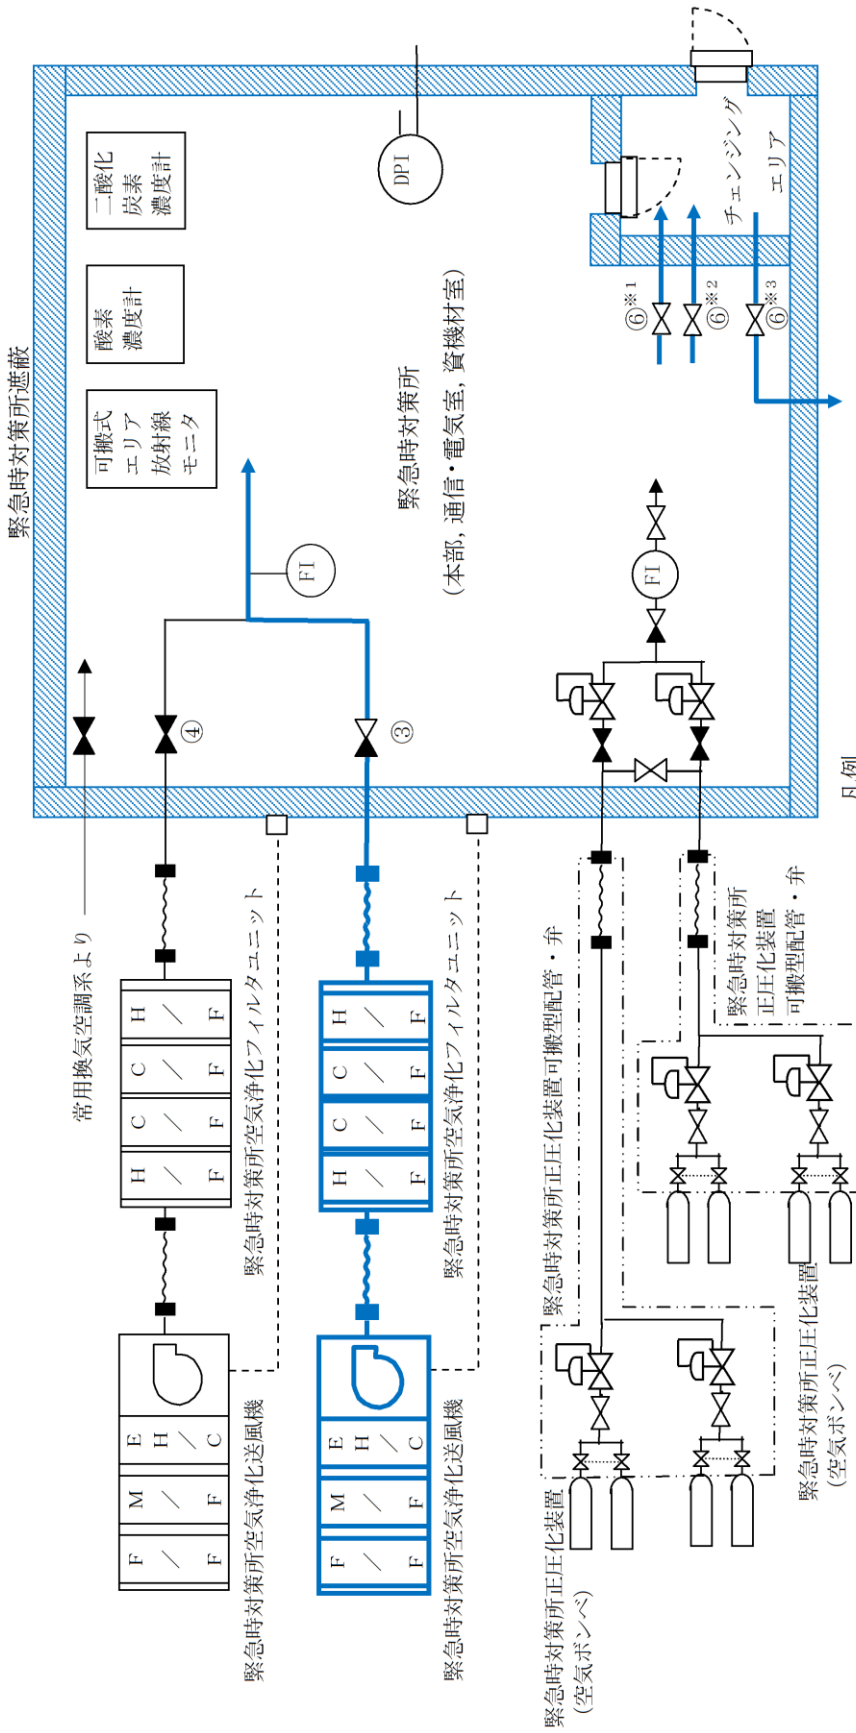 緊急時対策所遮蔽
二酸化
炭素
濃度計
酸素
濃度計
可搬式
エリア
放射線
モニタ
DPI
チェンジング
エリア
⑥※1
⑥※2
⑥※3
緊急時対策所
(本部, 通信・電気室, 資機材室)
FI
FI
④
③
常用換気空調系より
H/F
C/F
C/F
H/F
緊急時対策所空気浄化フィルタユニット
F/F
M/F
EH/C
緊急時対策所空気浄化送風機
H/F
C/F
C/F
H/F
緊急時対策所空気浄化フィルタユニット
F/F
M/F
EH/C
緊急時対策所空気浄化送風機
緊急時対策所正圧化装置可搬型配管・弁
緊急時対策所正圧化装置
(空気ボンベ)
緊急時対策所
正圧化装置
可搬型配管・弁
緊急時対策所正圧化装置
(空気ボンベ)
凡例